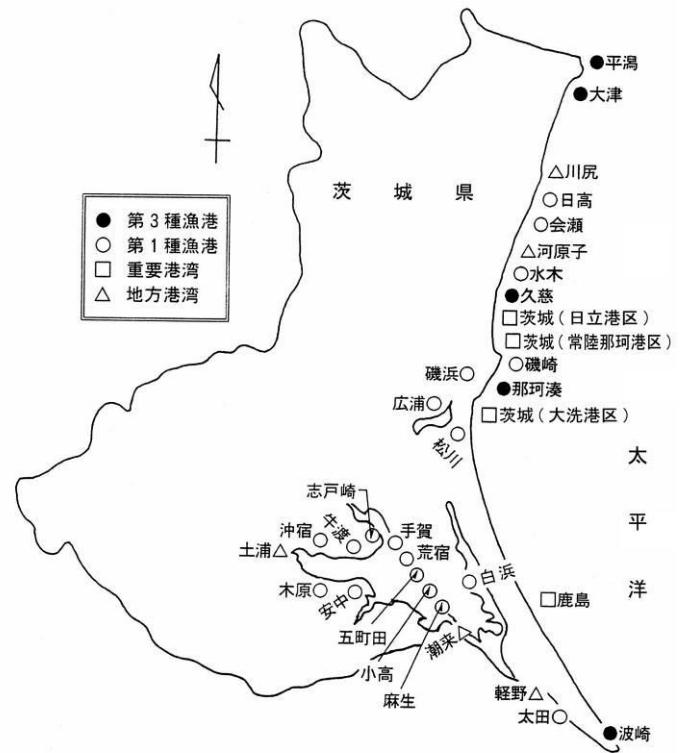 平潟
大津
川尻
茨城県
日高
会瀬
河原子
水木
久慈
茨城(日立港区)
茨城(常陸那珂港区)
磯崎
那珂湊
茨城(大洗港区)
第3種漁港
第1種漁港
重要港湾
地方港湾
磯浜
広浦
松川
太平洋
志戸崎
牛渡
沖宿
土浦
手賀
荒宿
白浜
木原
安中
鹿島
五町田
小高
麻生
潮来
軽野
太田
波崎